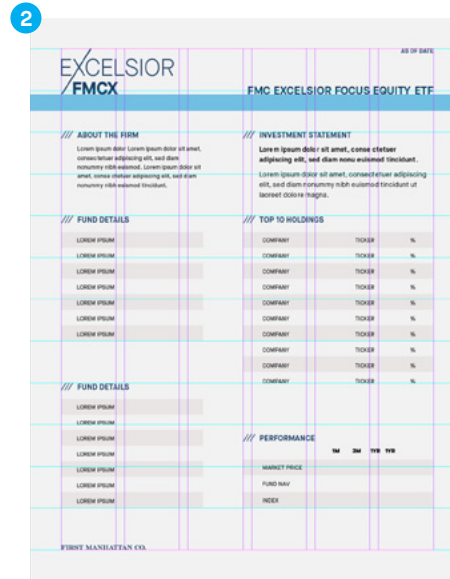 2
AS OF DATE
EXCELSIOR
/FMCX
FMC EXCELSIOR FOCUS EQUITY ETF
/// ABOUT THE FIRM
Lorem ipsum dolor Lorem ipsum dolor sit amet,
consectetuer adipiscing elit, sed diam
nonummy nibh euismod tincidunt. Lorem ipsum dolor sit
amet, conse ctetuer adipiscing elit, sed diam
nonummy nibh euismod tincidunt.
/// INVESTMENT STATEMENT
Lorem ipsum dolor sit amet, conse ctetuer
adipiscing elit, sed diam nonu euismod tincidunt.
Lorem ipsum dolor sit amet, consectetuer adipiscing
elit, sed diam nonummy nibh euismod tincidunt ut
laoreet dolore magna.
/// FUND DETAILS
LOREM IPSUM
LOREM IPSUM
LOREM IPSUM
LOREM IPSUM
LOREM IPSUM
LOREM IPSUM
LOREM IPSUM
/// TOP 10 HOLDINGS
COMPANY TICKER %
COMPANY TICKER %
COMPANY TICKER %
COMPANY TICKER %
COMPANY TICKER %
COMPANY TICKER %
COMPANY TICKER %
COMPANY TICKER %
COMPANY TICKER %
COMPANY TICKER %
/// FUND DETAILS
LOREM IPSUM
LOREM IPSUM
LOREM IPSUM
LOREM IPSUM
LOREM IPSUM
LOREM IPSUM
LOREM IPSUM
/// PERFORMANCE
1M 3M 1YR 1YR
MARKET PRICE
FUND NAV
INDEX
FIRST MANHATTAN CO.